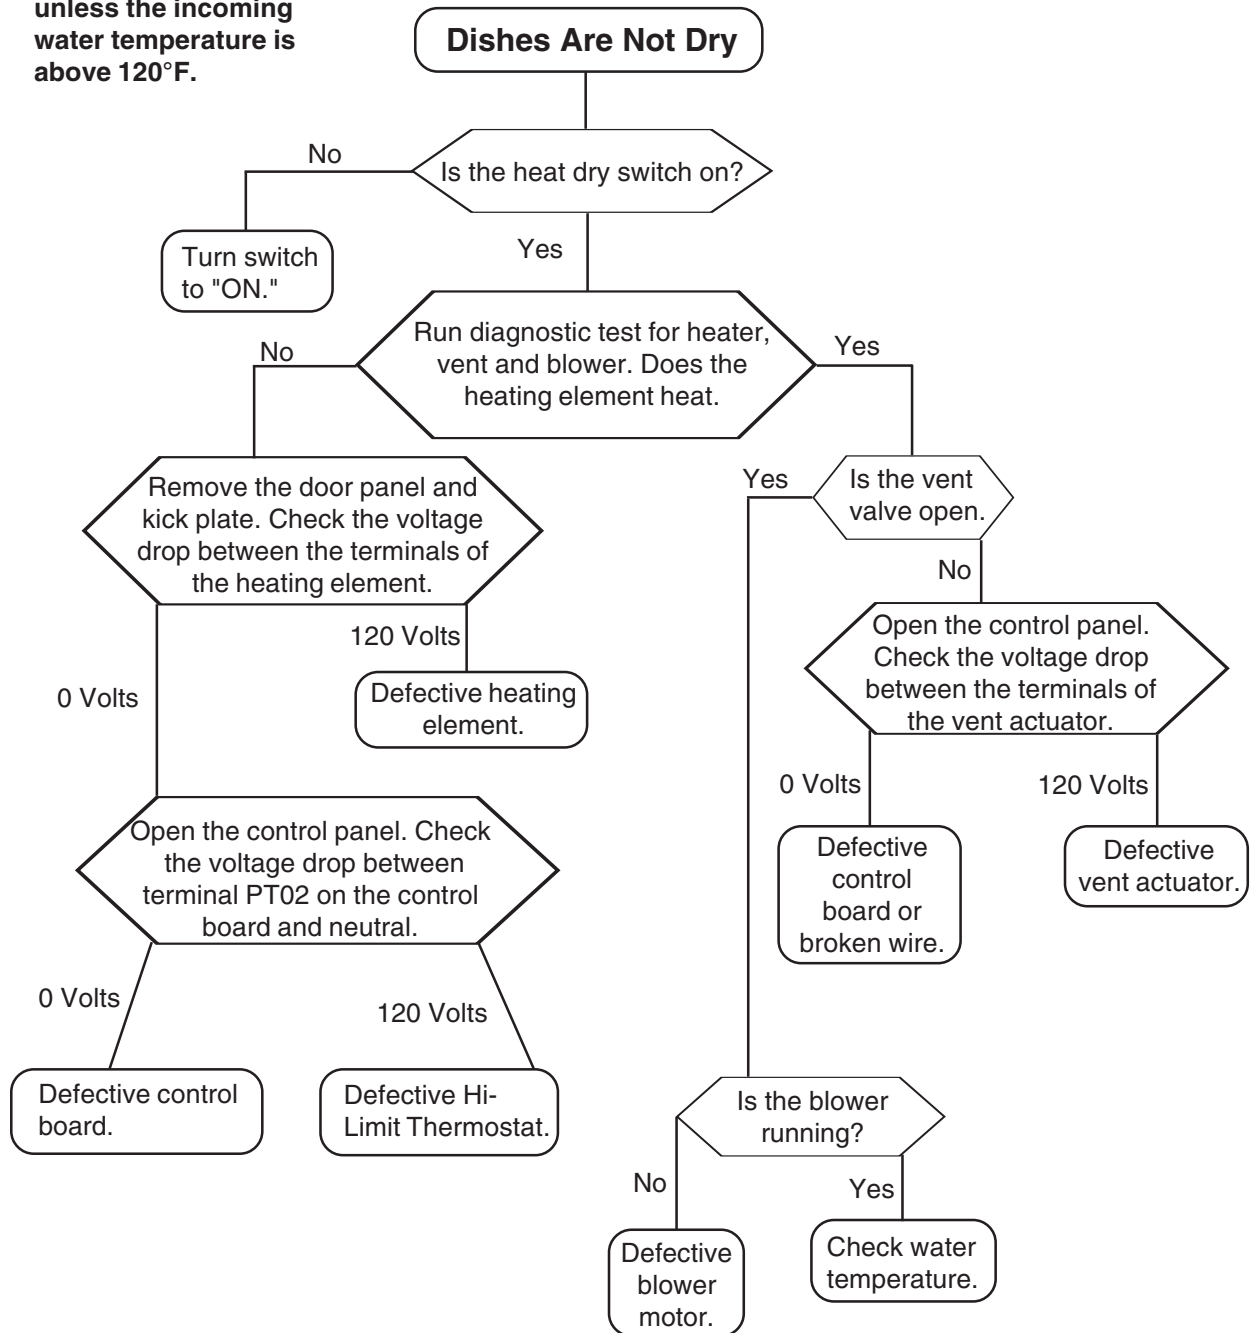 unless the incoming
water temperature is
above 120°F.
Dishes Are Not Dry
No
Is the heat dry switch on?
Turn switch
to "ON."
Yes
Run diagnostic test for heater,
vent and blower. Does the
heating element heat.
No
Yes
Remove the door panel and
kick plate. Check the voltage
drop between the terminals of
the heating element.
Yes
Is the vent
valve open.
No
120 Volts
0 Volts
Defective heating
element.
Open the control panel.
Check the voltage drop
between the terminals of
the vent actuator.
0 Volts
120 Volts
Defective
control
board or
broken wire.
Defective
vent actuator.
Open the control panel. Check
the voltage drop between
terminal PT02 on the control
board and neutral.
0 Volts
120 Volts
Defective control
board.
Defective Hi-
Limit Thermostat.
Is the blower
running?
No
Yes
Defective
blower
motor.
Check water
temperature.